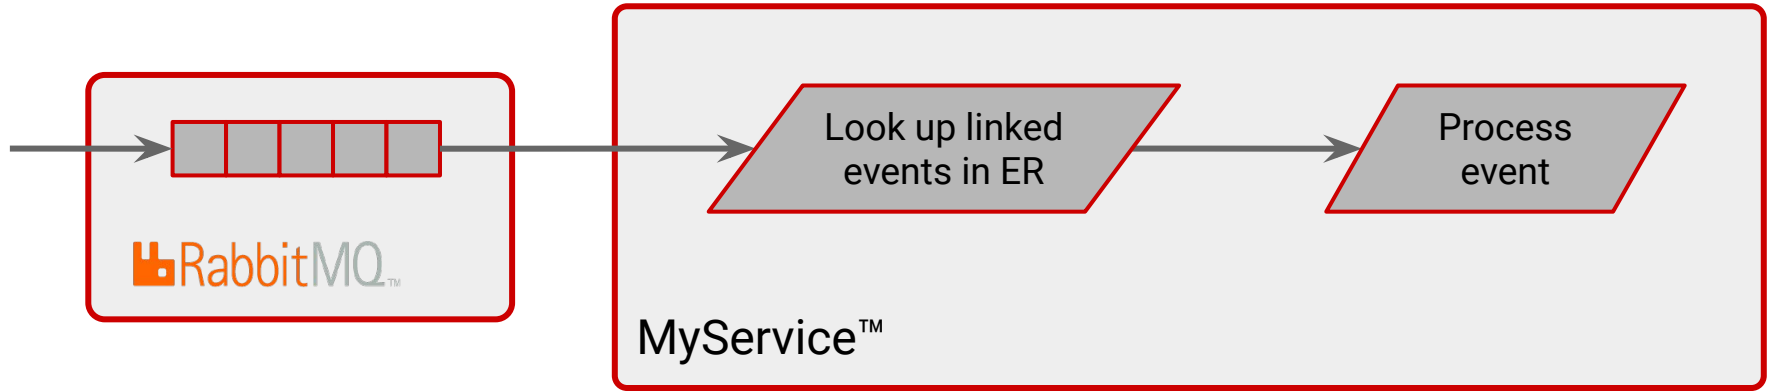 Look up linked
events in ER
Process
event
RabbitMQ™
MyService™